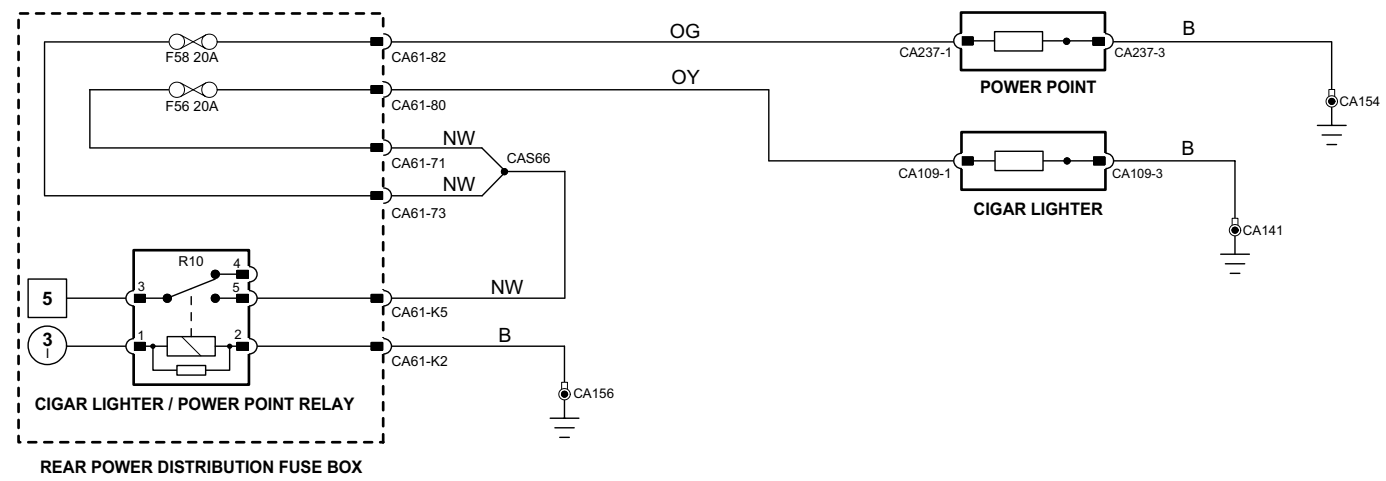 OG
F58 20A
CA61-82
CA237-1
CA237-3
B
POWER POINT
OY
F56 20A
CA61-80
CA154
NW
CA61-71
CAS66
NW
CA61-73
B
CA109-1
CA109-3
CIGAR LIGHTER
CA141
R10
4
3
5
5
NW
CA61-K5
3
I
1
2
B
CA61-K2
CA156
CIGAR LIGHTER / POWER POINT RELAY
REAR POWER DISTRIBUTION FUSE BOX